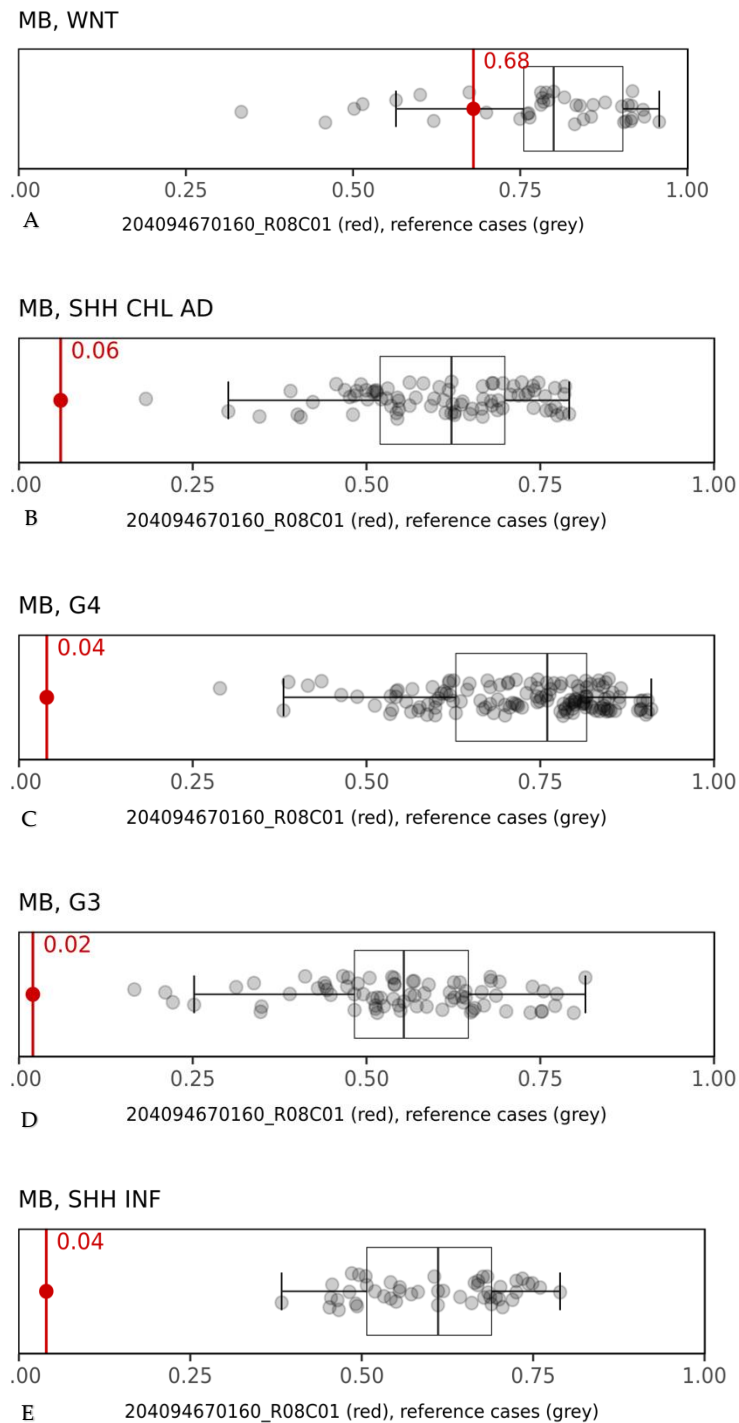 MB, WNT
0.68
.00 0.25 0.50 0.75 1.00
A 204094670160_R08C01 (red), reference cases (grey)
MB, SHH CHL AD
0.06
.00 0.25 0.50 0.75 1.00
B 204094670160_R08C01 (red), reference cases (grey)
MB, G4
0.04
.00 0.25 0.50 0.75 1.00
C 204094670160_R08C01 (red), reference cases (grey)
MB, G3
0.02
.00 0.25 0.50 0.75 1.00
D 204094670160_R08C01 (red), reference cases (grey)
MB, SHH INF
0.04
.00 0.25 0.50 0.75 1.00
E 204094670160_R08C01 (red), reference cases (grey)